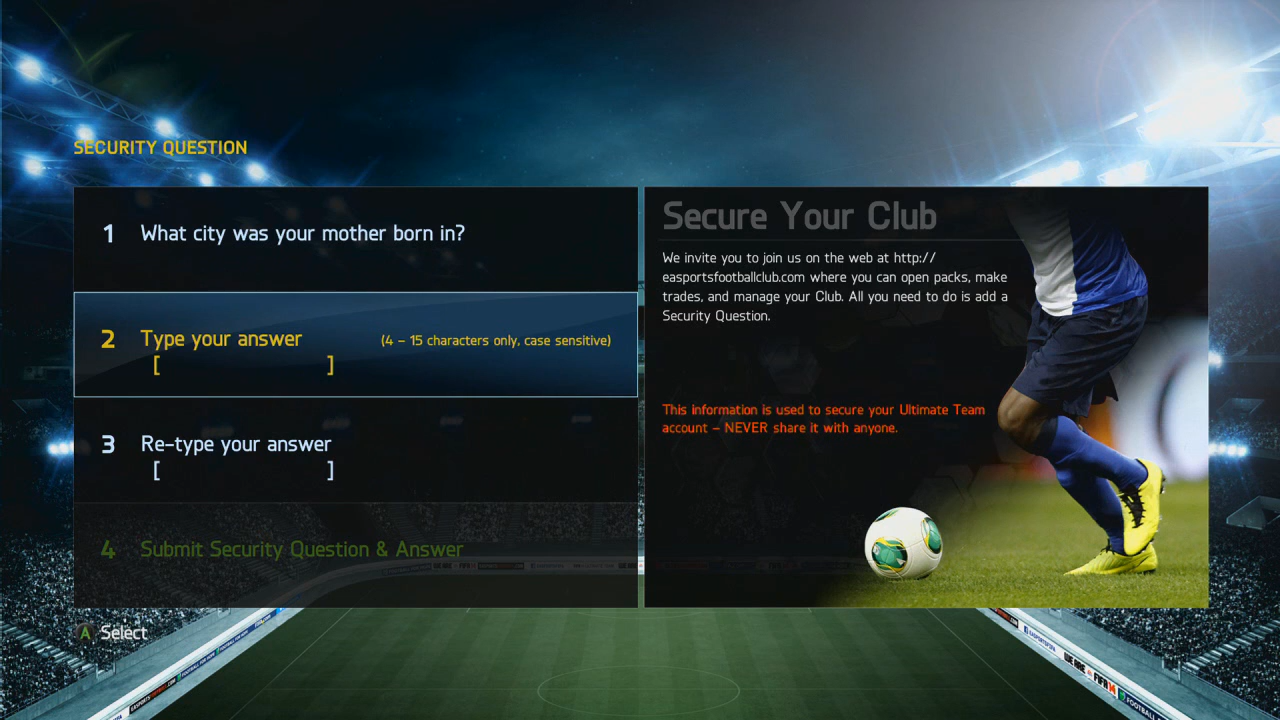 SECURITY QUESTION
1 What city was your mother born in?
2 Type your answer (4 – 15 characters only, case sensitive)
[ ]
3 Re-type your answer
[ ]
4 Submit Security Question & Answer
A Select
Secure Your Club
We invite you to join us on the web at http://
easportsfootballclub.com where you can open packs, make
trades, and manage your Club. All you need to do is add a
Security Question.
This information is used to secure your Ultimate Team
account – NEVER share it with anyone.
WE ARE FIFA 14